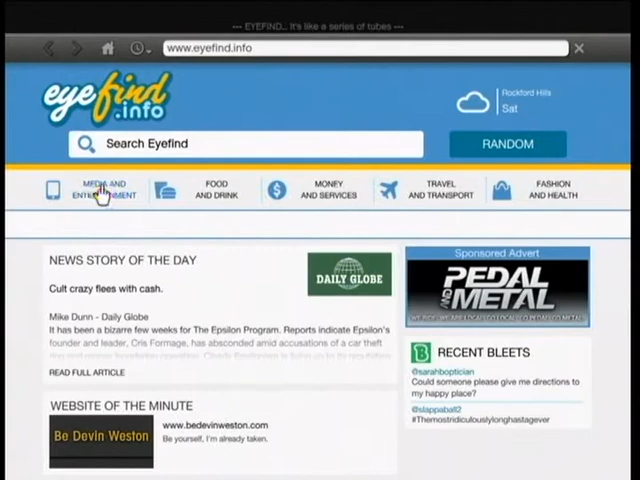 --- EYEFIND... It's like a series of tubes ---
www.eyefind.info
eyefind
.info
Rockford Hills
Sat
Search Eyefind
RANDOM
MEDIA AND
ENTERTAINMENT
FOOD
AND DRINK
MONEY
AND SERVICES
TRAVEL
AND TRANSPORT
FASHION
AND HEALTH
NEWS STORY OF THE DAY
DAILY GLOBE
Cult crazy flees with cash.
Mike Dunn - Daily Globe
It has been a bizarre few weeks for The Epsilon Program. Reports indicate Epsilon's
founder and leader, Cris Formage, has absconded amid accusations of a car theft
READ FULL ARTICLE
WEBSITE OF THE MINUTE
Be Devin Weston
www.bedevinweston.com
Be yourself, I'm already taken.
Sponsored Advert
PEDAL
AND METAL
RECENT BLEETS
@sarahboptician
Could someone please give me directions to
my happy place?
@slappaball2
#Themostridiculouslylonghastagever